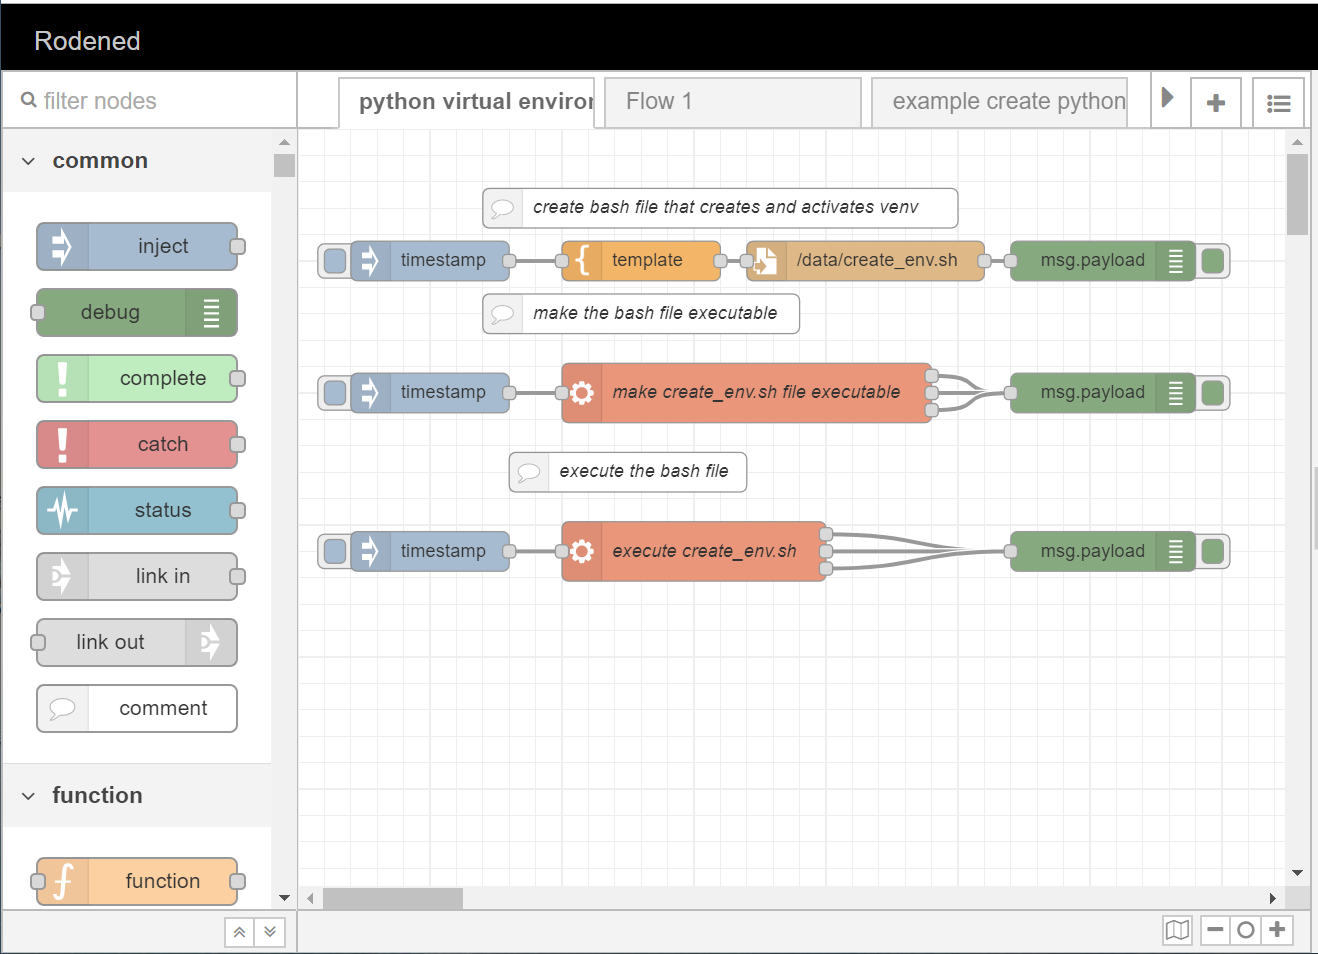 Rodened
filter nodes
python virtual environ
Flow 1
example create python
common
inject
debug
complete
catch
status
link in
link out
comment
function
function
create bash file that creates and activates venv
timestamp
template
/data/create_env.sh
msg.payload
make the bash file executable
timestamp
make create_env.sh file executable
msg.payload
execute the bash file
timestamp
execute create_env.sh
msg.payload